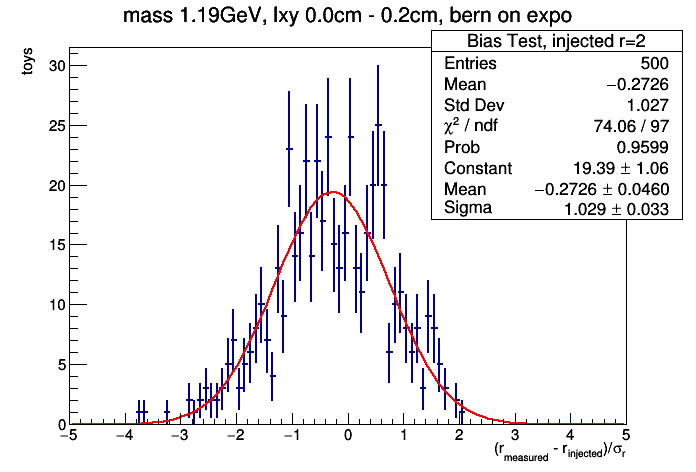 mass 1.19GeV, lxy 0.0cm - 0.2cm, bern on expo
Bias Test, injected r=2
Entries 500
Mean −0.2726
Std Dev 1.027
χ² / ndf 74.06 / 97
Prob 0.9599
Constant 19.39 ± 1.06
Mean −0.2726 ± 0.0460
Sigma 1.029 ± 0.033
toys
30
25
20
15
10
5
0
−5 −4 −3 −2 −1 0 1 2 3 4 5
(r_measured - r_injected)/σ_r